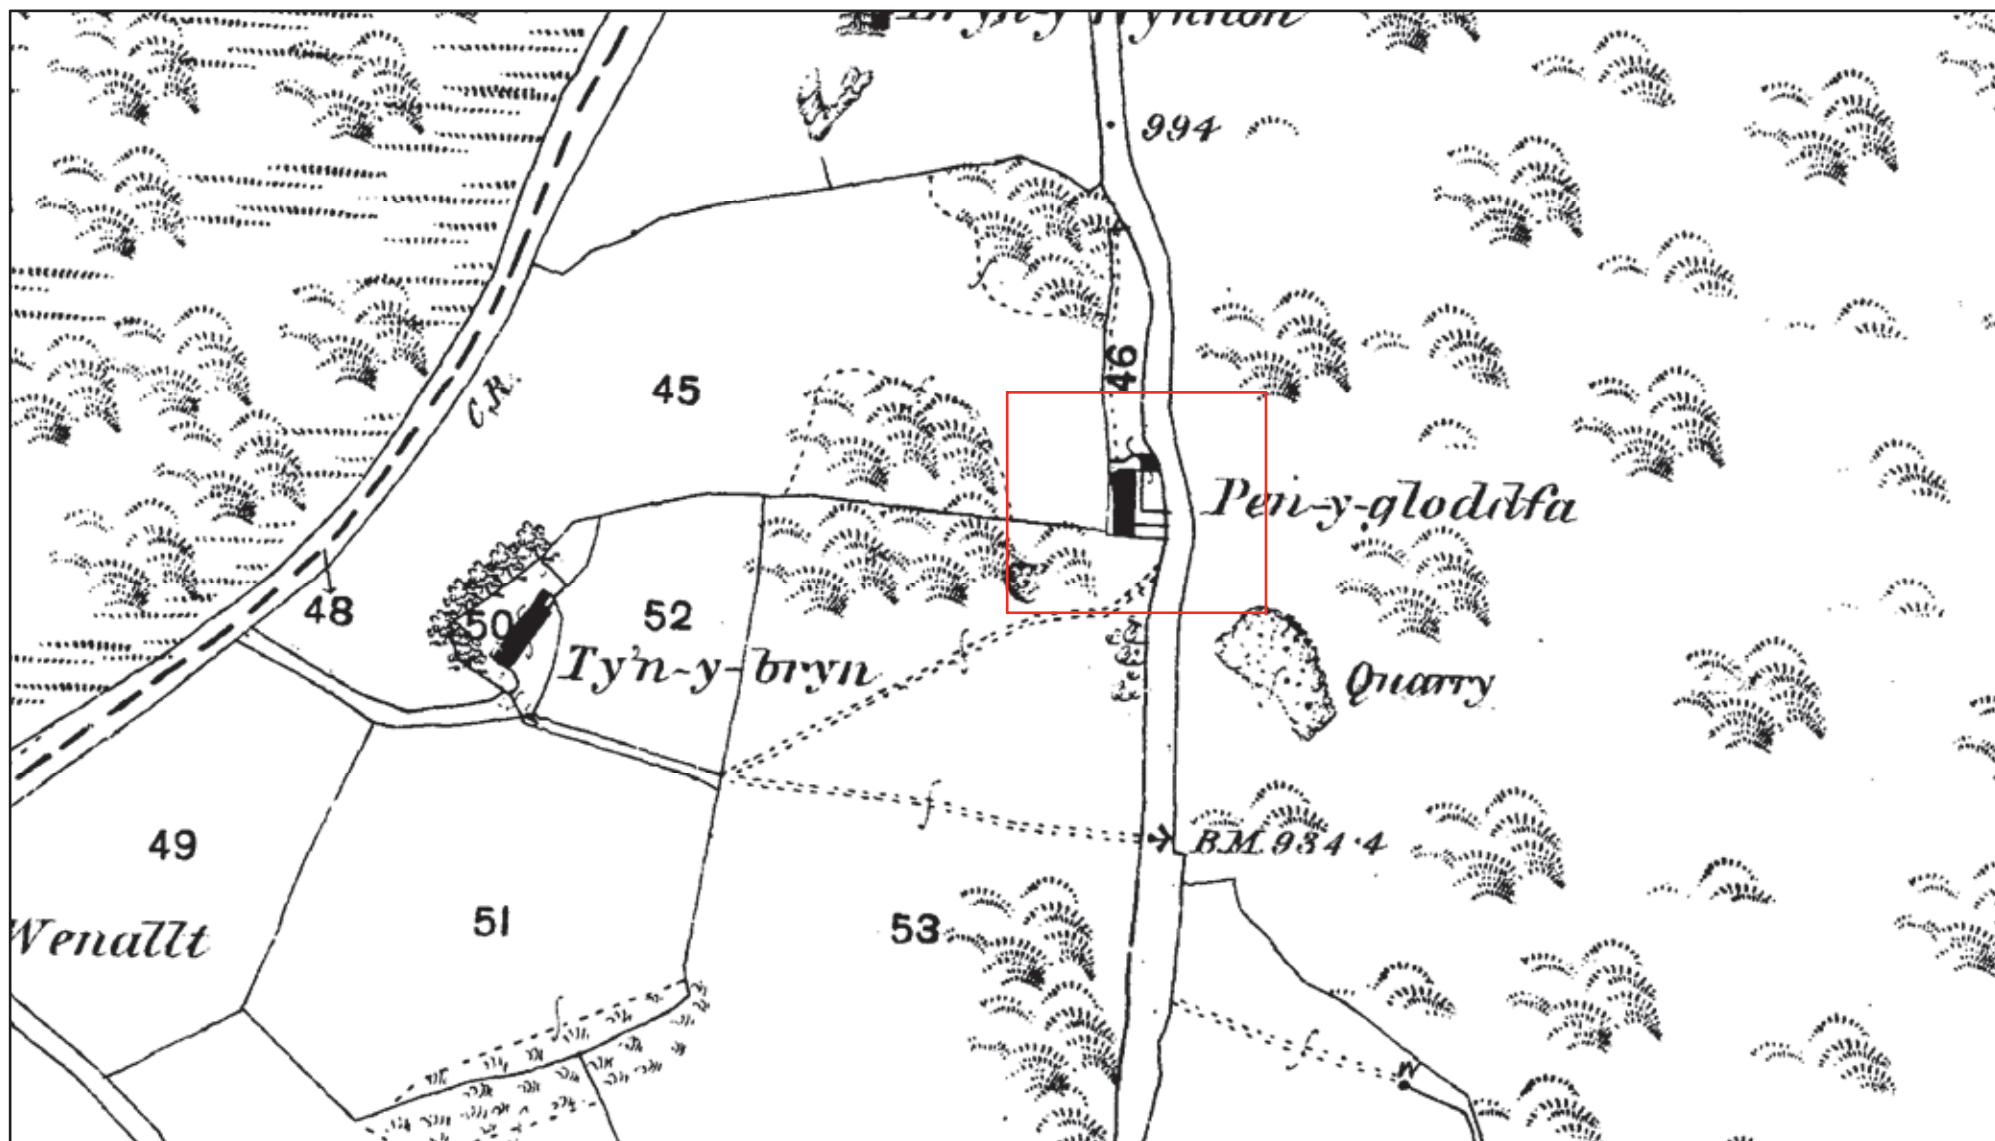 994
46
45
C.R.
Pen-y-gloddfa
48
50
52
Ty'n-y-bryn
Quarry
B.M. 934·4
49
51
53
Wenallt
W